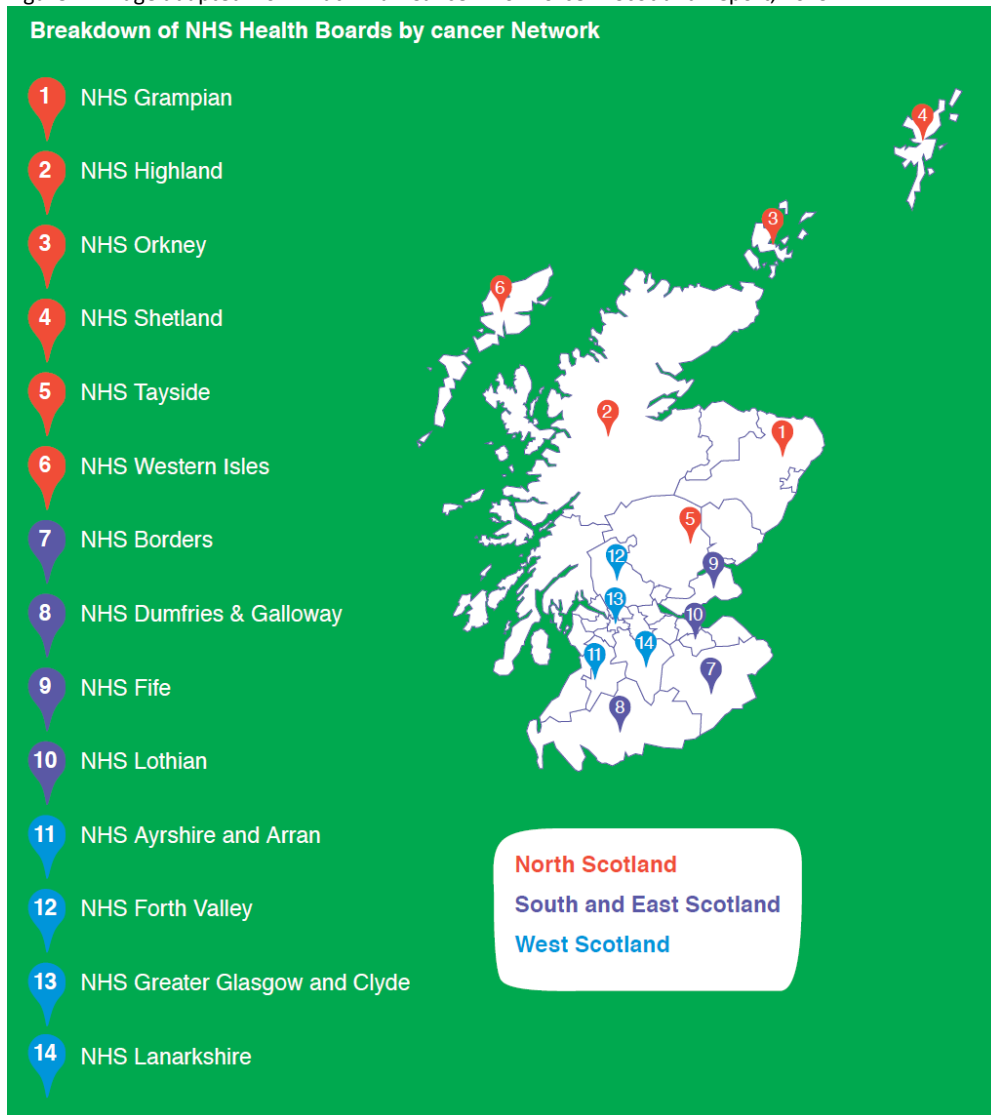 Breakdown of NHS Health Boards by cancer Network
1 NHS Grampian
2 NHS Highland
3 NHS Orkney
4 NHS Shetland
5 NHS Tayside
6 NHS Western Isles
7 NHS Borders
8 NHS Dumfries & Galloway
9 NHS Fife
10 NHS Lothian
11 NHS Ayrshire and Arran
12 NHS Forth Valley
13 NHS Greater Glasgow and Clyde
14 NHS Lanarkshire
4
3
6
2
1
5
12
9
13
10
14
11
7
8
North Scotland
South and East Scotland
West Scotland